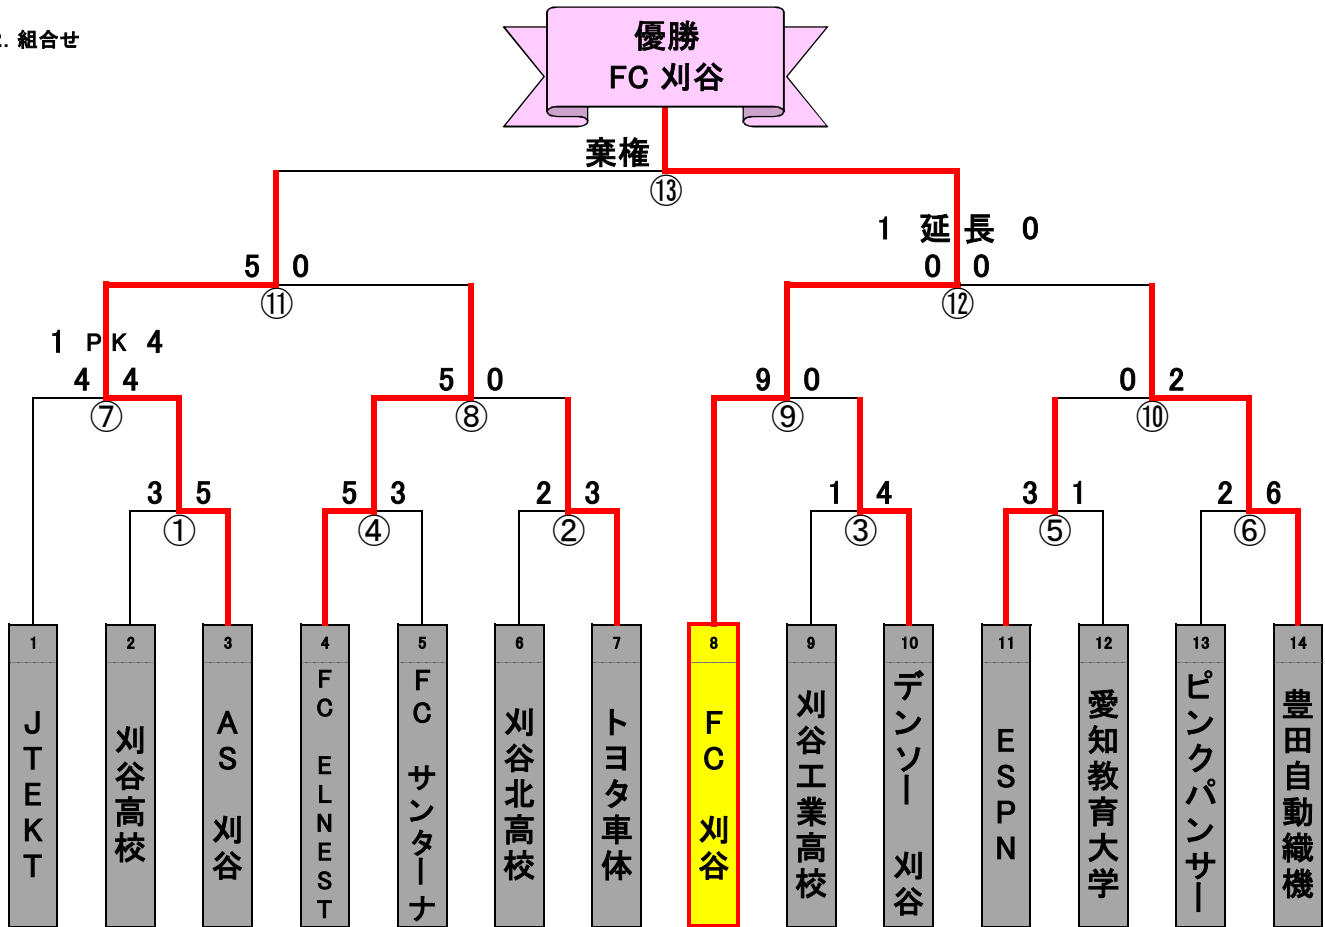 2. 組合せ
優勝
FC 刈谷
棄権
⑬
1 延長 0
5 0
0 0
⑪
⑫
1 PK 4
4 4
5 0
9 0
0 2
⑦
⑧
⑨
⑩
3 5
5 3
2 3
1 4
3 1
2 6
①
④
②
③
⑤
⑥
1 2 3 4 5 6 7 8 9 10 11 12 13 14
JTEKT
刈谷高校
AS 刈谷
FC ELNEST
FC サンターナ
刈谷北高校
トヨタ車体
FC 刈谷
刈谷工業高校
デンソー 刈谷
ESPN
愛知教育大学
ピンクパンサー
豊田自動織機